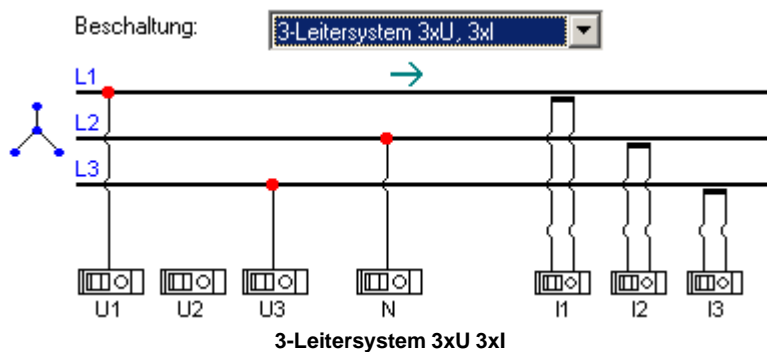 Beschaltung:
3-Leitersystem 3xU, 3xI
L1
L2
L3
U1 U2 U3 N I1 I2 I3
3-Leitersystem 3xU 3xI